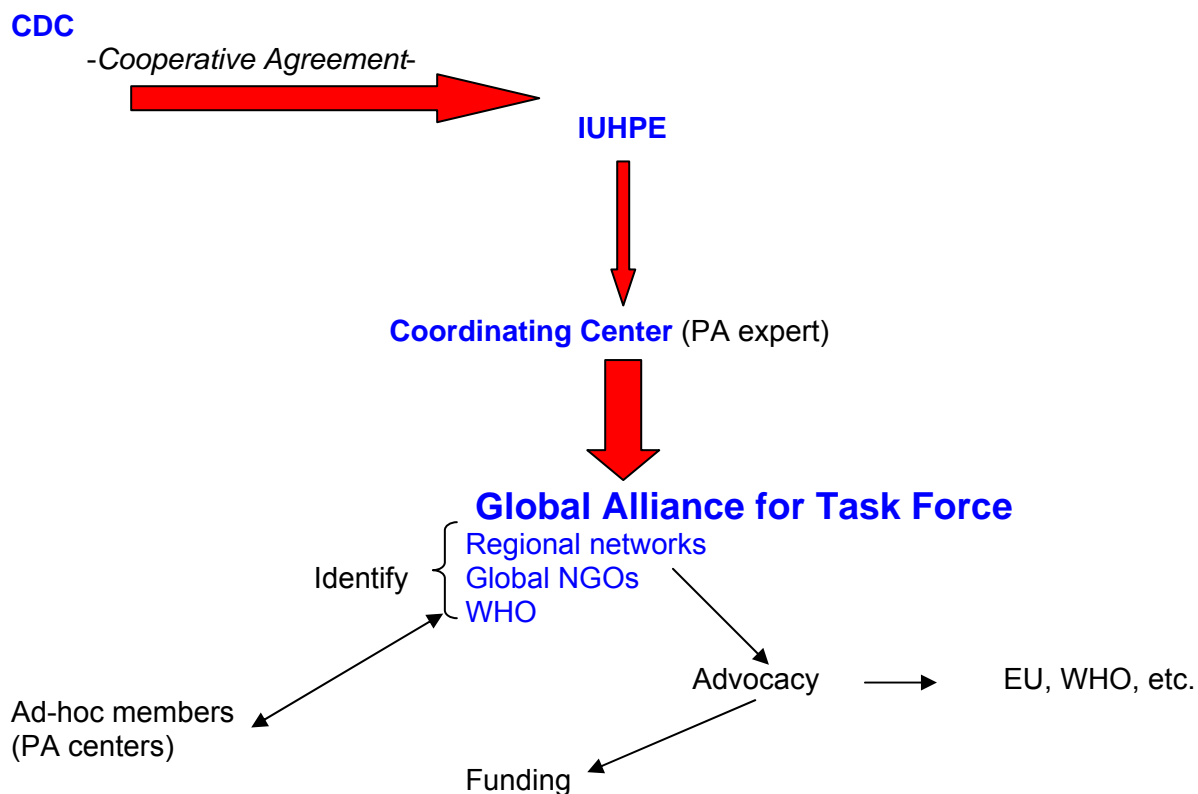 CDC
-Cooperative Agreement-
IUHPE
Coordinating Center (PA expert)
Global Alliance for Task Force
Regional networks
Identify
Global NGOs
WHO
Advocacy
EU, WHO, etc.
Ad-hoc members
(PA centers)
Funding